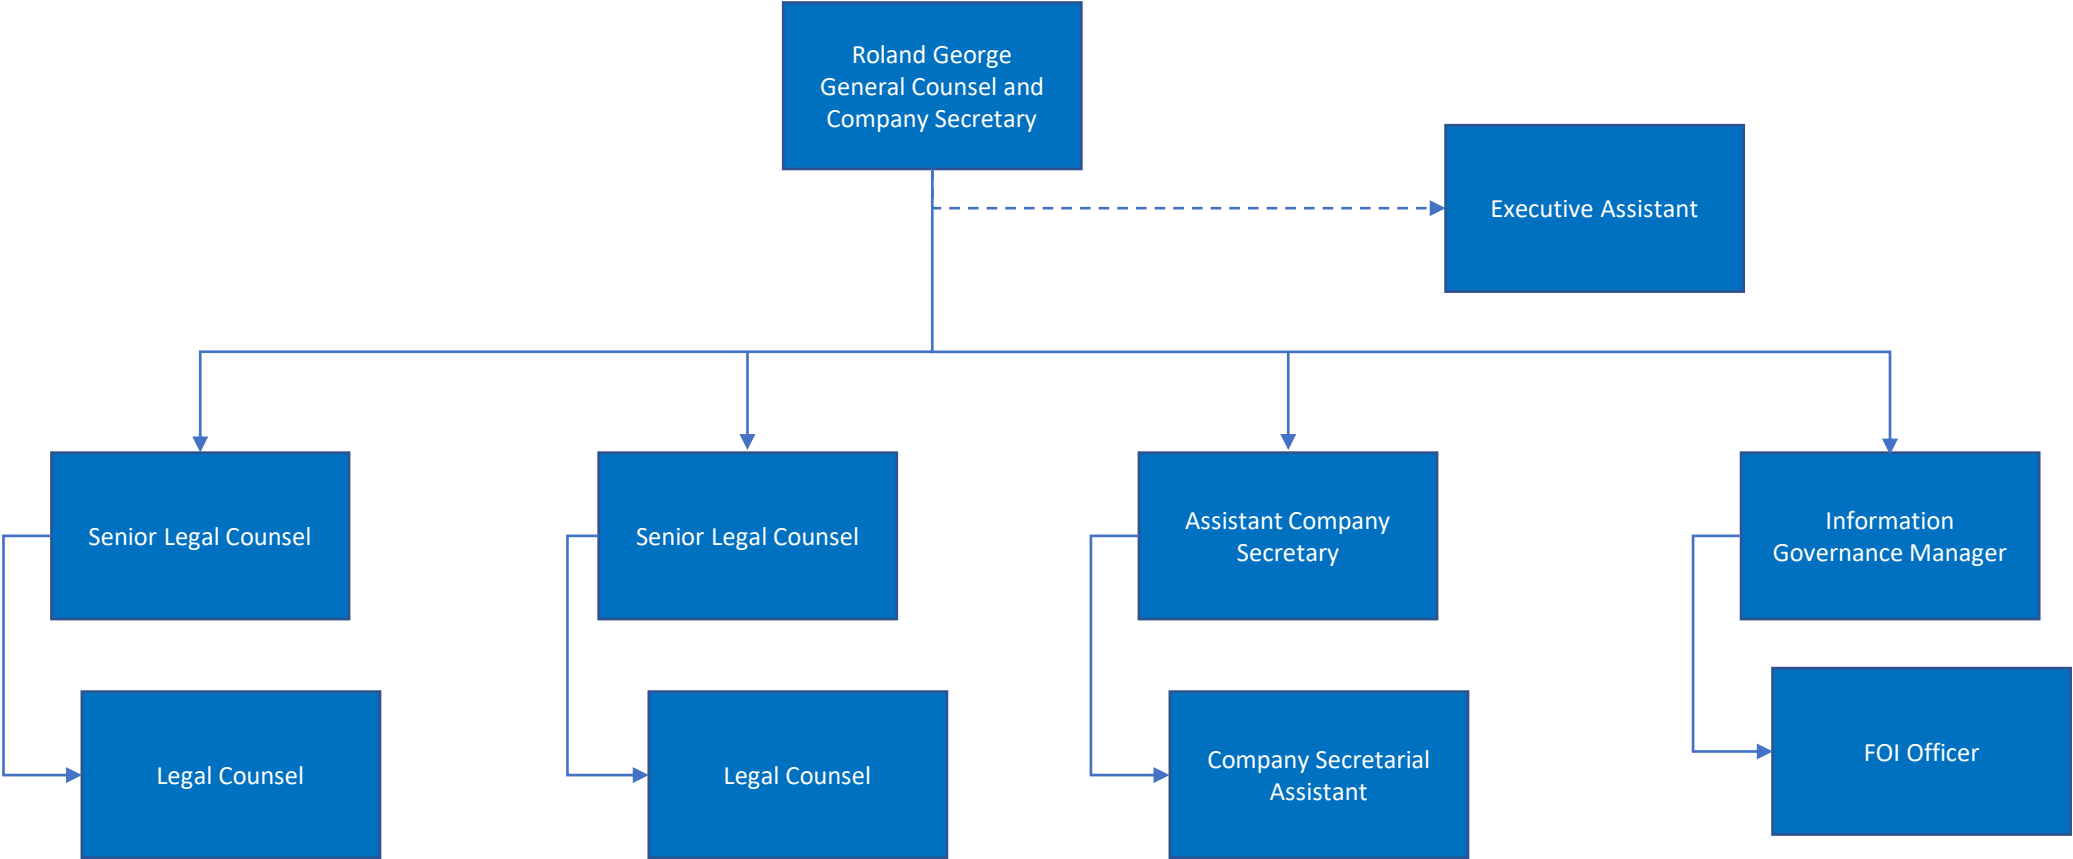 Roland George
General Counsel and
Company Secretary
Executive Assistant
Senior Legal Counsel
Senior Legal Counsel
Assistant Company
Secretary
Information
Governance Manager
Legal Counsel
Legal Counsel
Company Secretarial
Assistant
FOI Officer